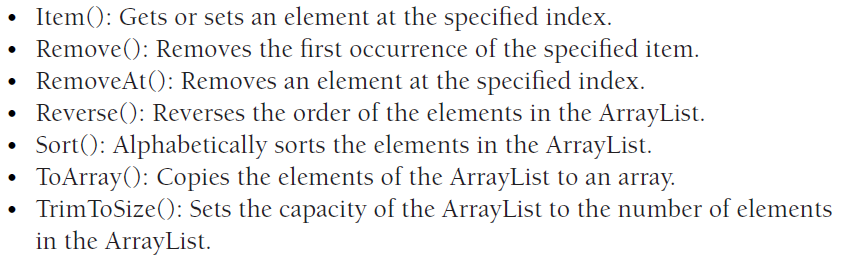 • Item(): Gets or sets an element at the specified index.
• Remove(): Removes the first occurrence of the specified item.
• RemoveAt(): Removes an element at the specified index.
• Reverse(): Reverses the order of the elements in the ArrayList.
• Sort(): Alphabetically sorts the elements in the ArrayList.
• ToArray(): Copies the elements of the ArrayList to an array.
• TrimToSize(): Sets the capacity of the ArrayList to the number of elements
in the ArrayList.